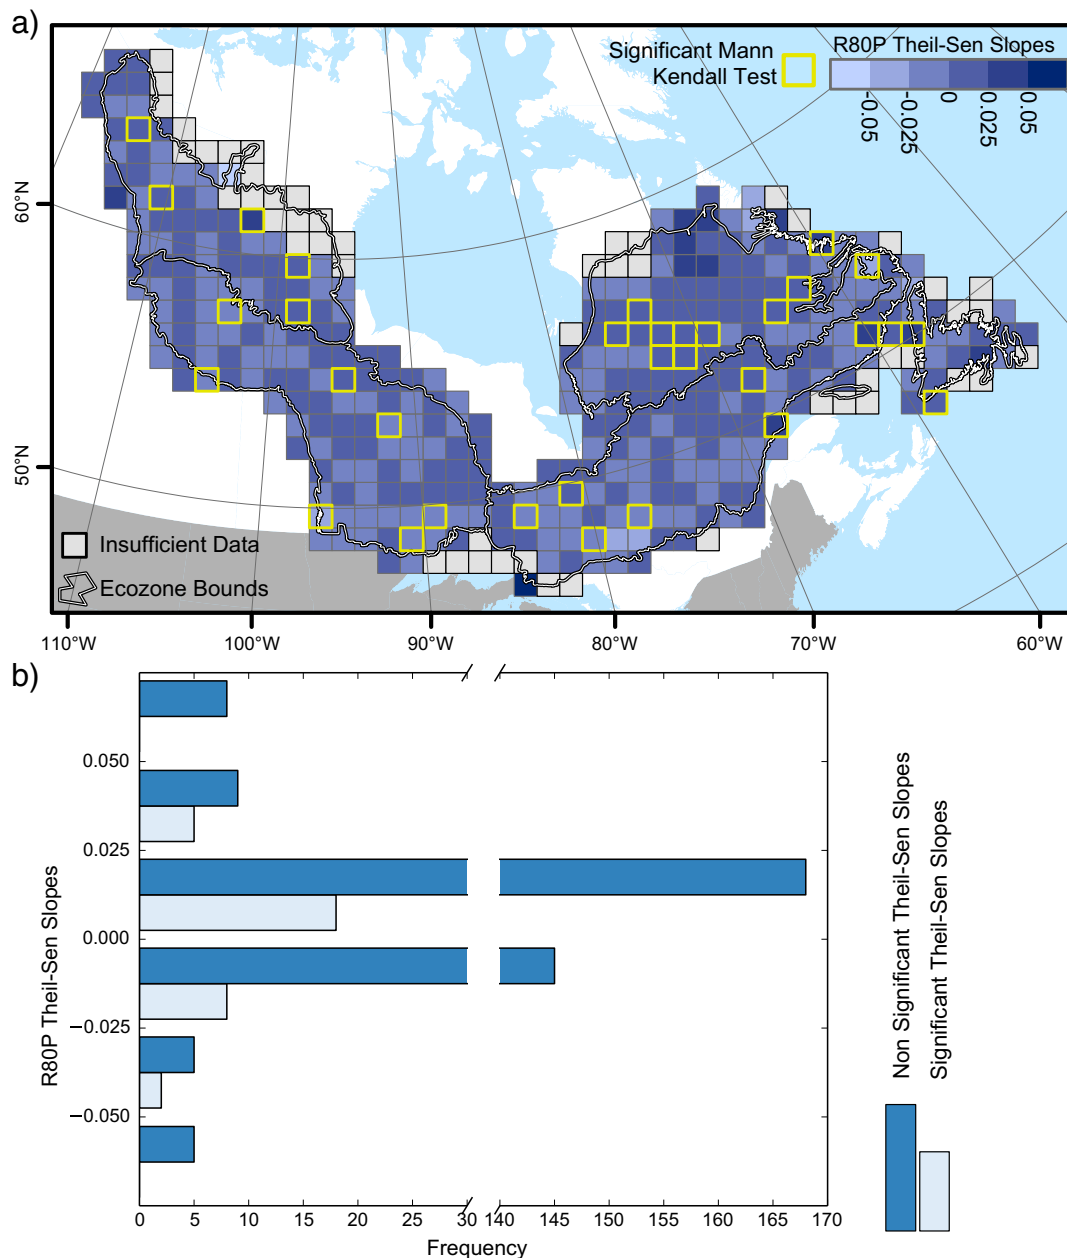 a)
Significant Mann
Kendall Test
R80P Theil-Sen Slopes
-0.05
-0.025
0
0.025
0.05
60°N
50°N
Insufficient Data
Ecozone Bounds
110°W
100°W
90°W
80°W
70°W
60°W
b)
0.050
0.025
0.000
−0.025
−0.050
R80P Theil-Sen Slopes
0
5
10
15
20
25
30
140
145
150
155
160
165
170
Frequency
Non Significant Theil-Sen Slopes
Significant Theil-Sen Slopes